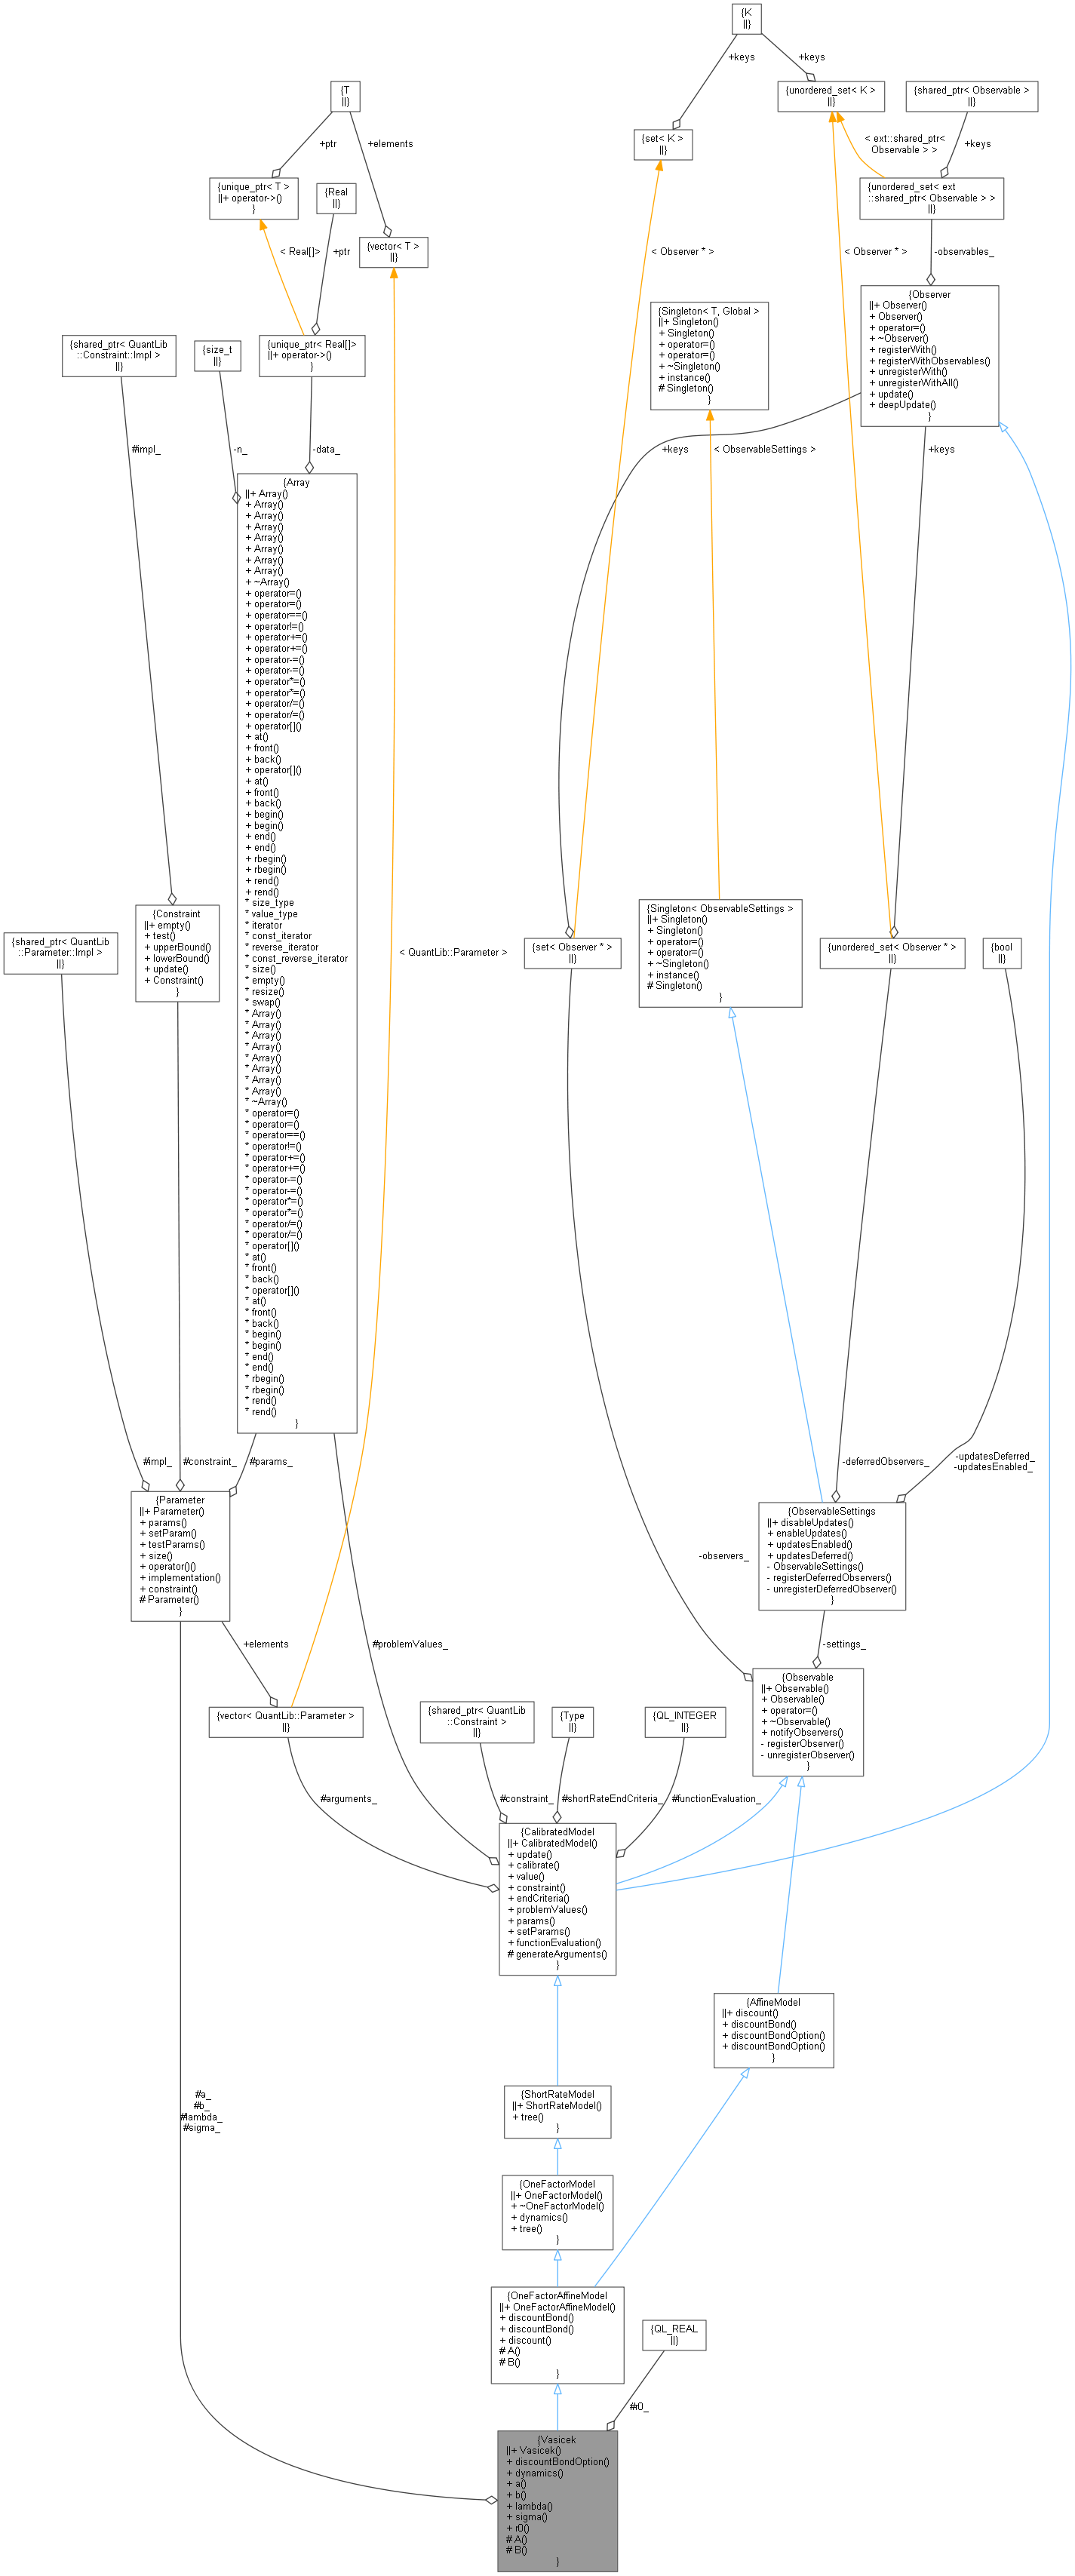 {K
||}
+keys
+keys
{T
||}
{unordered_set< K >
||}
{shared_ptr< Observable >
||}
{set< K >
||}
< ext::shared_ptr<
Observable > >
+keys
+ptr
+elements
{unique_ptr< T >
||+ operator->()
}
{Real
||}
{unordered_set< ext
::shared_ptr< Observable > >
||}
{vector< T >
||}
< Real[]>
+ptr
< Observer * >
< Observer * >
-observables_
{Observer
||+ Observer()
+ Observer()
+ operator=()
+ ~Observer()
+ registerWith()
+ registerWithObservables()
+ unregisterWith()
+ unregisterWithAll()
+ update()
+ deepUpdate()
}
{Singleton< T, Global >
||+ Singleton()
+ Singleton()
+ operator=()
+ operator=()
+ ~Singleton()
+ instance()
# Singleton()
}
{shared_ptr< QuantLib
::Constraint::Impl >
||}
{size_t
||}
{unique_ptr< Real[]>
||+ operator->()
}
#impl_
-n_
-data_
+keys
< ObservableSettings >
+keys
{Array
||+ Array()
+ Array()
+ Array()
+ Array()
+ Array()
+ Array()
+ Array()
+ Array()
+ ~Array()
+ operator=()
+ operator=()
+ operator==()
+ operator!=()
+ operator+=()
+ operator+=()
+ operator-=()
+ operator-=()
+ operator*=()
+ operator*=()
+ operator/=()
+ operator/=()
+ operator[]()
+ at()
+ front()
+ back()
+ operator[]()
+ at()
+ front()
+ back()
+ begin()
+ begin()
+ end()
+ end()
+ rbegin()
+ rbegin()
+ rend()
+ rend()
* size_type
* value_type
* iterator
* const_iterator
* reverse_iterator
* const_reverse_iterator
* size()
* empty()
* resize()
* swap()
* Array()
* Array()
* Array()
* Array()
* Array()
* Array()
* Array()
* Array()
* ~Array()
* operator=()
* operator=()
* operator==()
* operator!=()
* operator+=()
* operator+=()
* operator-=()
* operator-=()
* operator*=()
* operator*=()
* operator/=()
* operator/=()
* operator[]()
* at()
* front()
* back()
* operator[]()
* at()
* front()
* back()
* begin()
* begin()
* end()
* end()
* rbegin()
* rbegin()
* rend()
* rend()
}
{Constraint
||+ empty()
+ test()
+ upperBound()
+ lowerBound()
+ update()
+ Constraint()
}
{shared_ptr< QuantLib
::Parameter::Impl >
||}
< QuantLib::Parameter >
{set< Observer * >
||}
{Singleton< ObservableSettings >
||+ Singleton()
+ Singleton()
+ operator=()
+ operator=()
+ ~Singleton()
+ instance()
# Singleton()
}
{unordered_set< Observer * >
||}
{bool
||}
#impl_
#constraint_
#params_
-deferredObservers_
-updatesDeferred_
-updatesEnabled_
{Parameter
||+ Parameter()
+ params()
+ setParam()
+ testParams()
+ size()
+ operator()()
+ implementation()
+ constraint()
# Parameter()
}
-observers_
{ObservableSettings
||+ disableUpdates()
+ enableUpdates()
+ updatesEnabled()
+ updatesDeferred()
- ObservableSettings()
- registerDeferredObservers()
- unregisterDeferredObserver()
}
+elements
#problemValues_
-settings_
{Observable
||+ Observable()
+ Observable()
+ operator=()
+ ~Observable()
+ notifyObservers()
- registerObserver()
- unregisterObserver()
}
{vector< QuantLib::Parameter >
||}
{shared_ptr< QuantLib
::Constraint >
||}
{Type
||}
{QL_INTEGER
||}
#arguments_
#constraint_
#shortRateEndCriteria_
#functionEvaluation_
{CalibratedModel
||+ CalibratedModel()
+ update()
+ calibrate()
+ value()
+ constraint()
+ endCriteria()
+ problemValues()
+ params()
+ setParams()
+ functionEvaluation()
# generateArguments()
}
{AffineModel
||+ discount()
+ discountBond()
+ discountBondOption()
+ discountBondOption()
}
{ShortRateModel
||+ ShortRateModel()
+ tree()
}
#a_
#b_
#lambda_
#sigma_
{OneFactorModel
||+ OneFactorModel()
+ ~OneFactorModel()
+ dynamics()
+ tree()
}
{OneFactorAffineModel
||+ OneFactorAffineModel()
+ discountBond()
+ discountBond()
+ discount()
# A()
# B()
}
{QL_REAL
||}
#r0_
{Vasicek
||+ Vasicek()
+ discountBondOption()
+ dynamics()
+ a()
+ b()
+ lambda()
+ sigma()
+ r0()
# A()
# B()
}